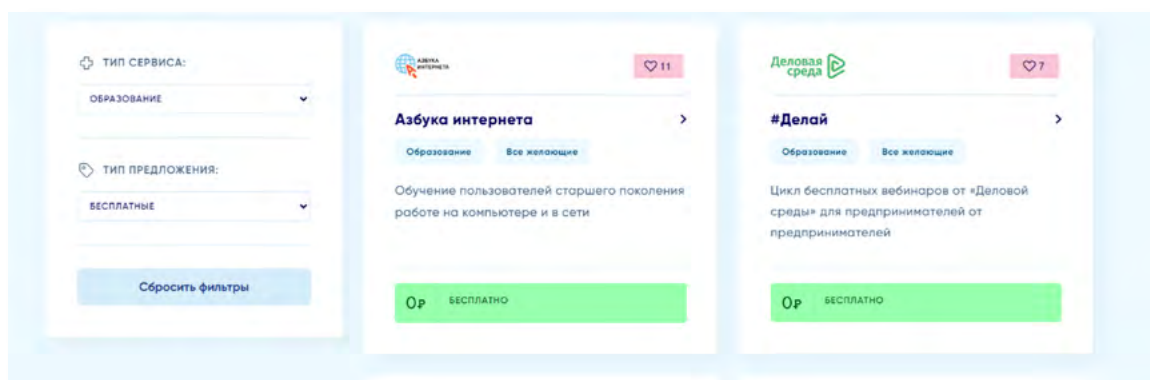 ТИП СЕРВИСА:
ОБРАЗОВАНИЕ
ТИП ПРЕДЛОЖЕНИЯ:
БЕСПЛАТНЫЕ
Сбросить фильтры
АЗБУКА
ИНТЕРНЕТА
11
Азбука интернета
Образование Все желающие
Обучение пользователей старшего поколения
работе на компьютере и в сети
0₽ БЕСПЛАТНО
Деловая
среда
7
#Делай
Образование Все желающие
Цикл бесплатных вебинаров от «Деловой
среды» для предпринимателей от
предпринимателей
0₽ БЕСПЛАТНО